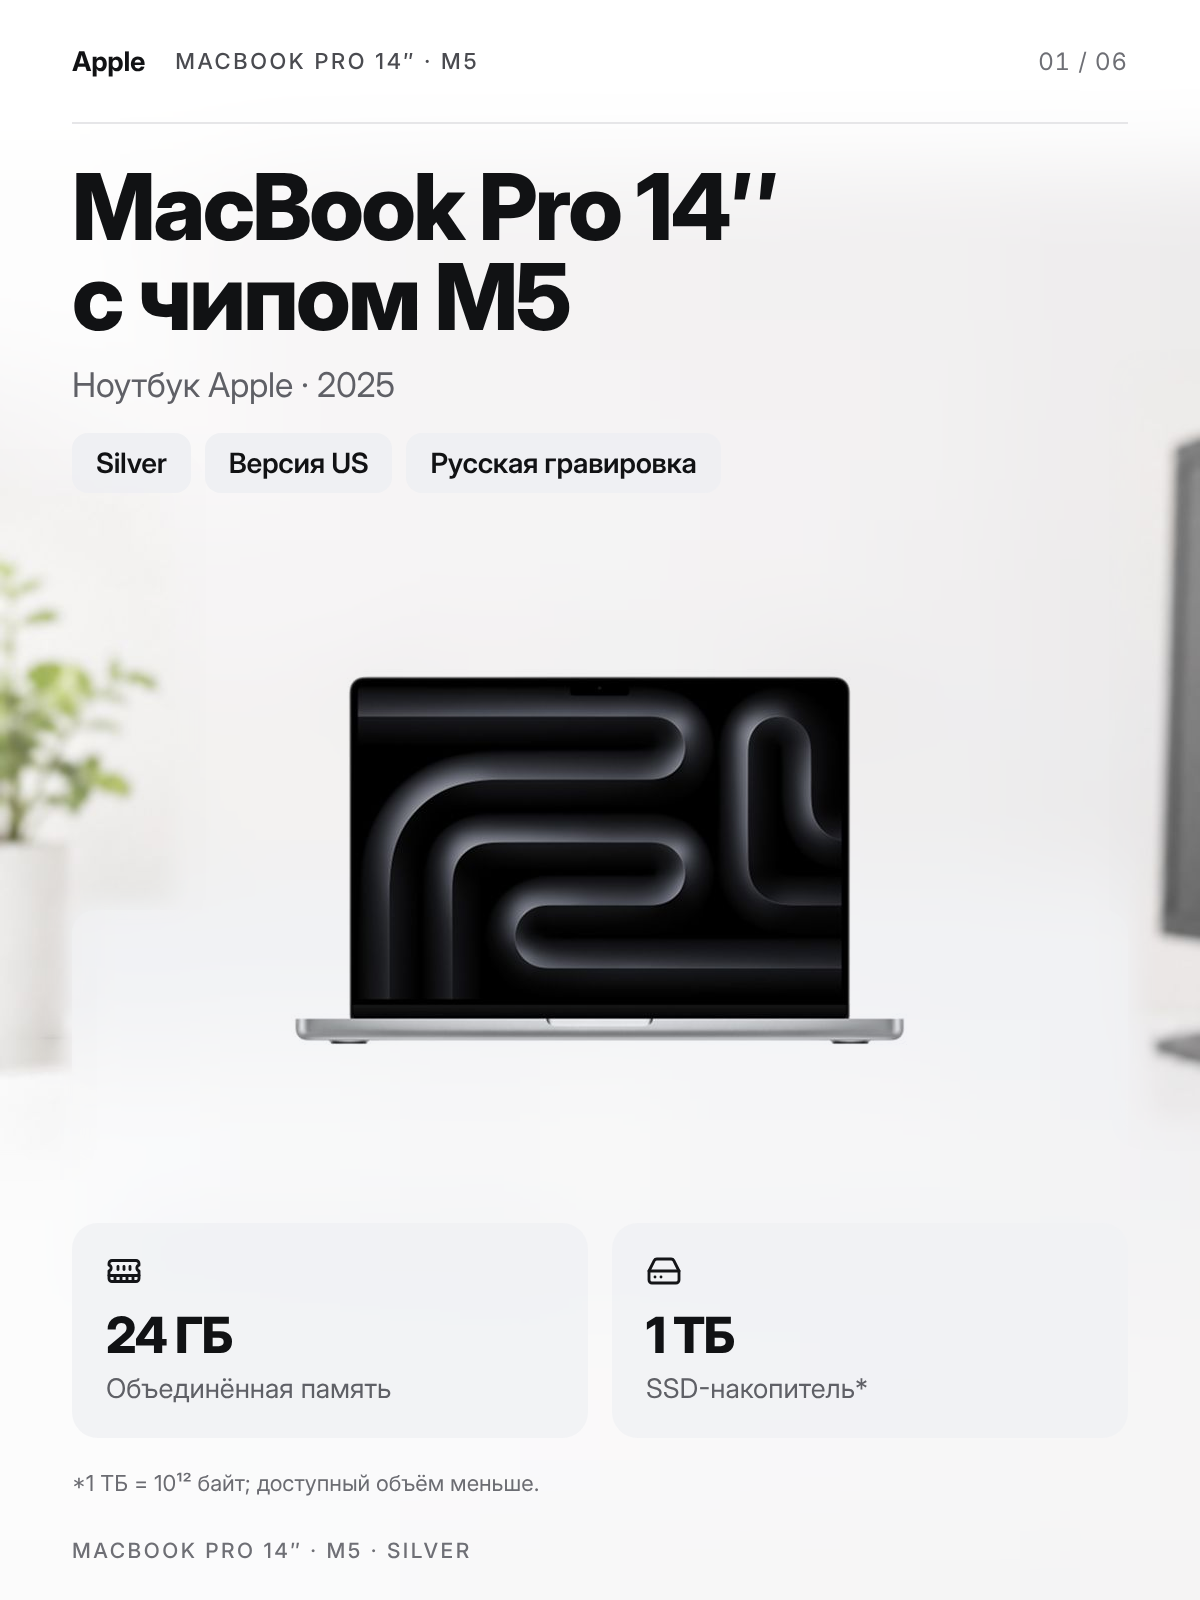 Apple MACBOOK PRO 14″ · M5 01 / 06
MacBook Pro 14″
с чипом M5
Ноутбук Apple · 2025
Silver Версия US Русская гравировка
24 ГБ 1 ТБ
Объединённая память SSD-накопитель*
*1 ТБ = 10¹² байт; доступный объём меньше.
MACBOOK PRO 14″ · M5 · SILVER